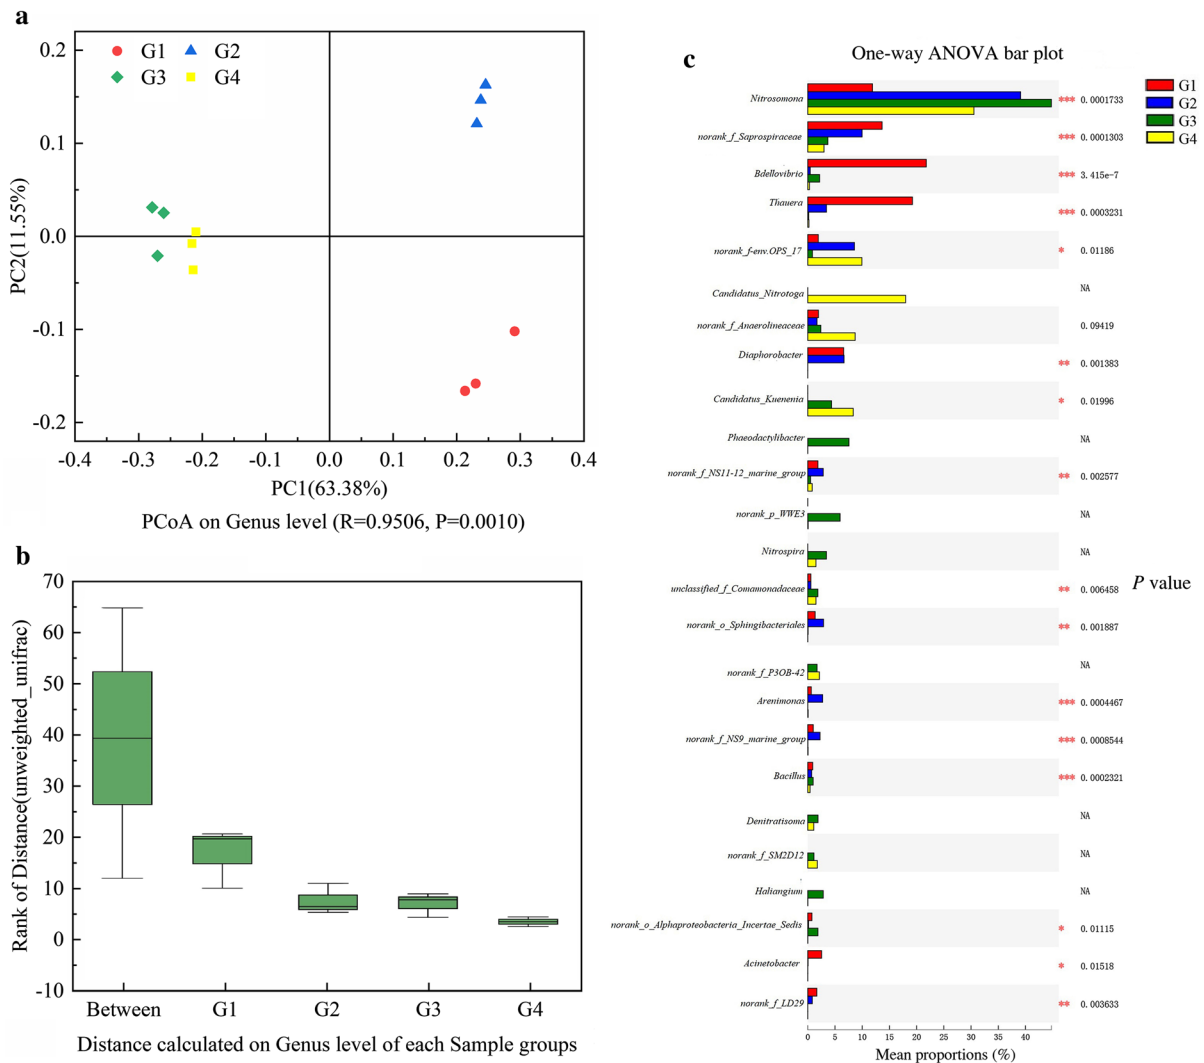 a
G1
G2
G3
G4
0.2
0.1
0.0
-0.1
-0.2
PC2(11.55%)
-0.4
-0.3
-0.2
-0.1
0.0
0.1
0.2
0.3
0.4
PC1(63.38%)
PCoA on Genus level (R=0.9506, P=0.0010)
b
70
60
50
40
30
20
10
0
-10
Rank of Distance(unweighted_unifrac)
Between
G1
G2
G3
G4
Distance calculated on Genus level of each Sample groups
c
One-way ANOVA bar plot
G1
G2
G3
G4
Nitrosomona *** 0.0001733
norank_f_Saprospiraceae *** 0.0001303
Bdellovibrio *** 3.415e-7
Thauera *** 0.0003231
norank_f-env.OPS_17 * 0.01186
Candidatus_Nitrotoga NA
norank_f_Anaerolineaceae 0.09419
Diaphorobacter ** 0.001383
Candidatus_Kuenenia * 0.01996
Phaeodactylibacter NA
norank_f_NS11-12_marine_group ** 0.002577
norank_p_WWE3 NA
Nitrospira NA
unclassified_f_Comamonadaceae ** 0.006458
P value
norank_o_Sphingibacteriales ** 0.001887
norank_f_P3OB-42 NA
Arenimonas *** 0.0004467
norank_f_NS9_marine_group *** 0.0008544
Bacillus *** 0.0002321
Denitratisoma NA
norank_f_SM2D12 NA
Haliangium NA
norank_o_Alphaproteobacteria_Incertae_Sedis * 0.01115
Acinetobacter * 0.01518
norank_f_LD29 ** 0.003633
0 5 10 15 20 25 30 35 40
Mean proportions (%)